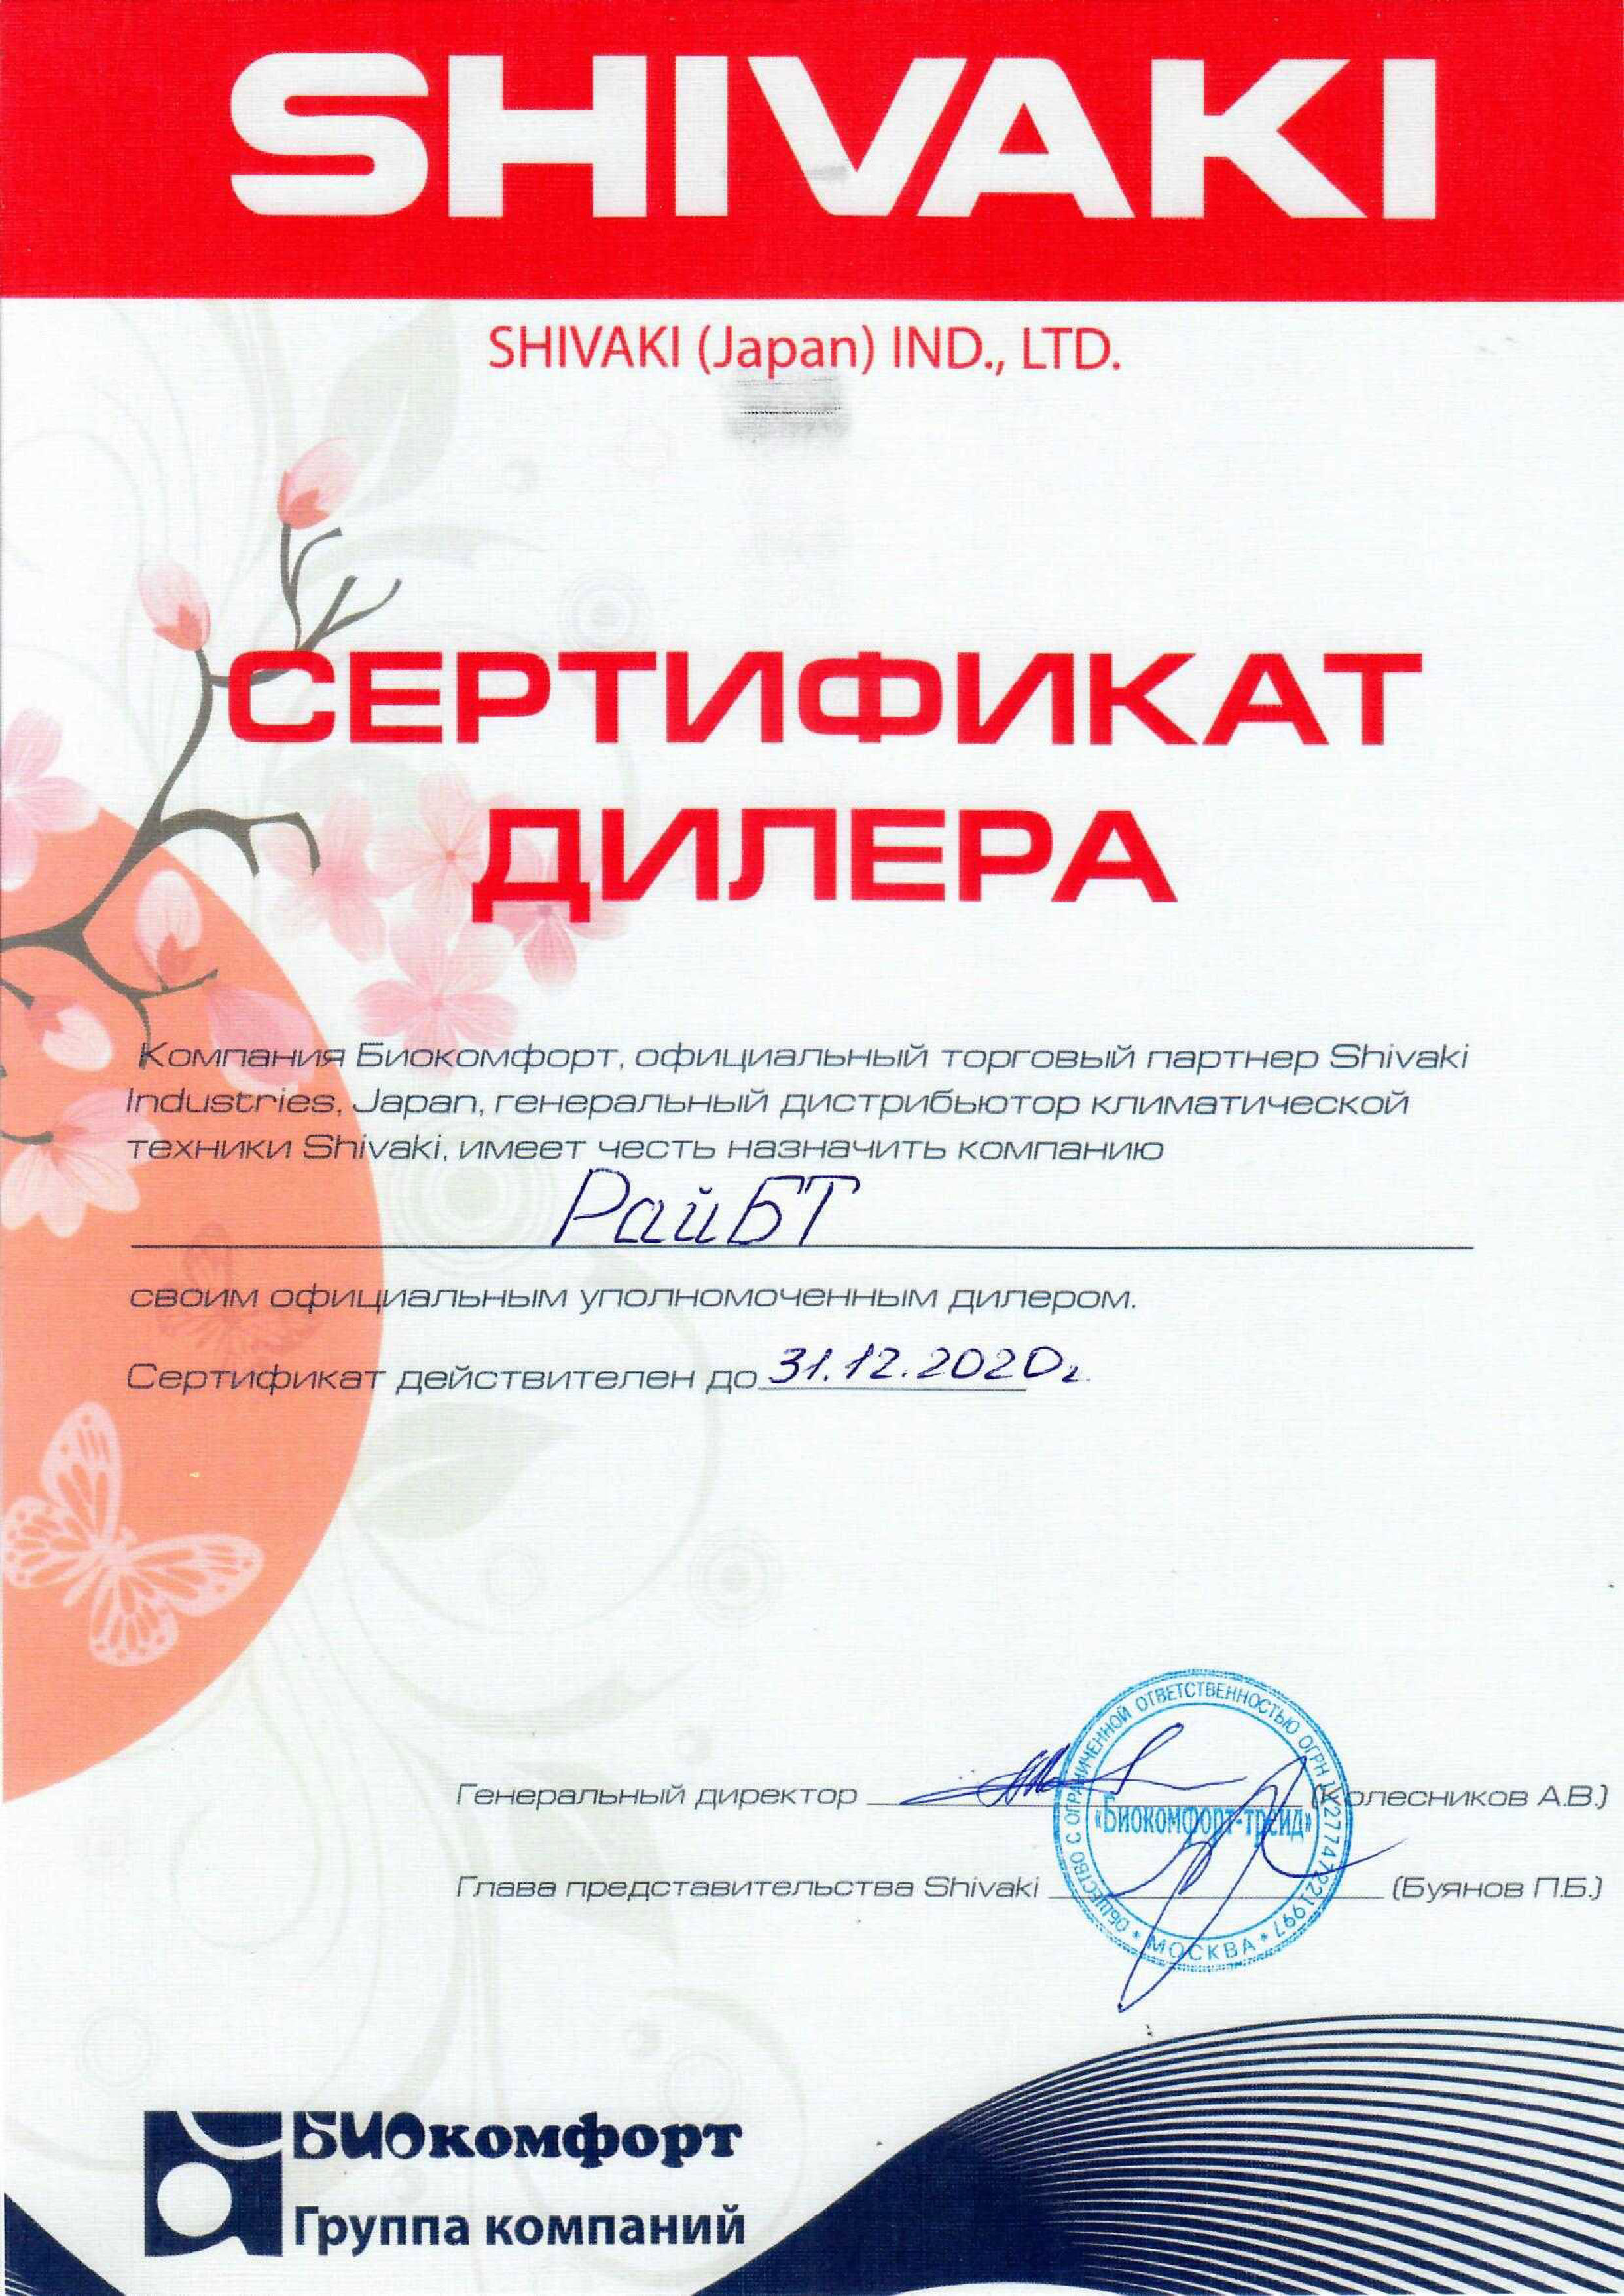 SHIVAKI
SHIVAKI (Japan) IND., LTD.
СЕРТИФИКАТ
ДИЛЕРА
Компания Биокомфорт, официальный торговый партнер Shivaki
Industries, Japan, генеральный дистрибьютор климатической
техники Shivaki, имеет честь назначить компанию
РайБТ
своим официальным уполномоченным дилером.
Сертификат действителен до 31.12.2020г.
Генеральный директор (Колесников А.В.)
ОБЩЕСТВО С ОГРАНИЧЕННОЙ ОТВЕТСТВЕННОСТЬЮ ОГРН
«Биокомфорт-трейд»
• МОСКВА •
Глава представительства Shivaki (Буянов П.Б.)
БИОкомфорт
Группа компаний